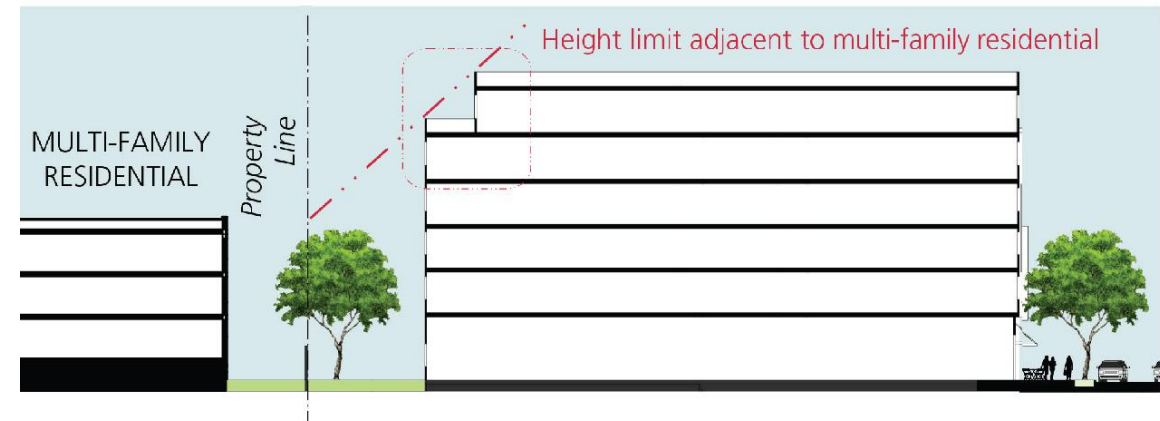 Height limit adjacent to multi-family residential
MULTI-FAMILY
RESIDENTIAL
Property
Line